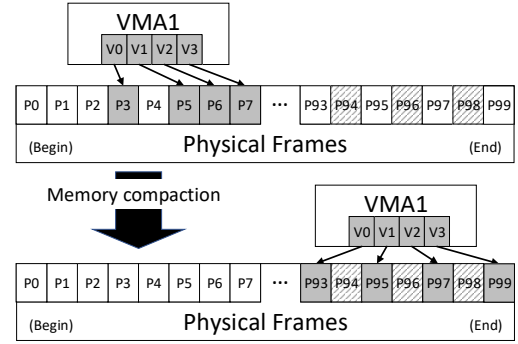 VMA1
V0 V1 V2 V3
P0 P1 P2 P3 P4 P5 P6 P7 ... P93 P94 P95 P96 P97 P98 P99
(Begin) Physical Frames (End)
Memory compaction
VMA1
V0 V1 V2 V3
P0 P1 P2 P3 P4 P5 P6 P7 ... P93 P94 P95 P96 P97 P98 P99
(Begin) Physical Frames (End)